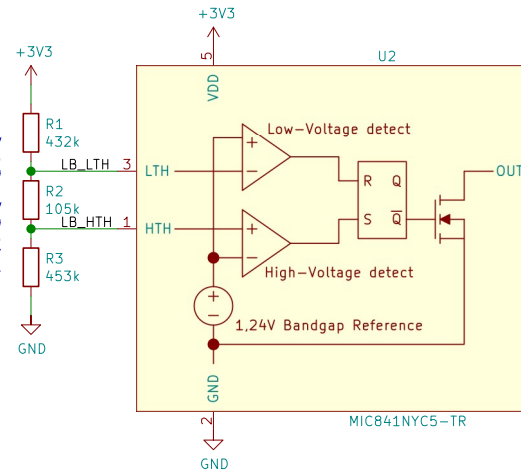 +3V3
U2
+3V3
5
VDD
R1
432k
Low-Voltage detect
+
LB_LTH 3 LTH
−
R Q
OUT
R2
105k
LB_HTH 1 HTH
+
S Q̅
−
R3
453k
High-Voltage detect
+
−
1,24V Bandgap Reference
GND
GND
2
MIC841NYC5-TR
GND